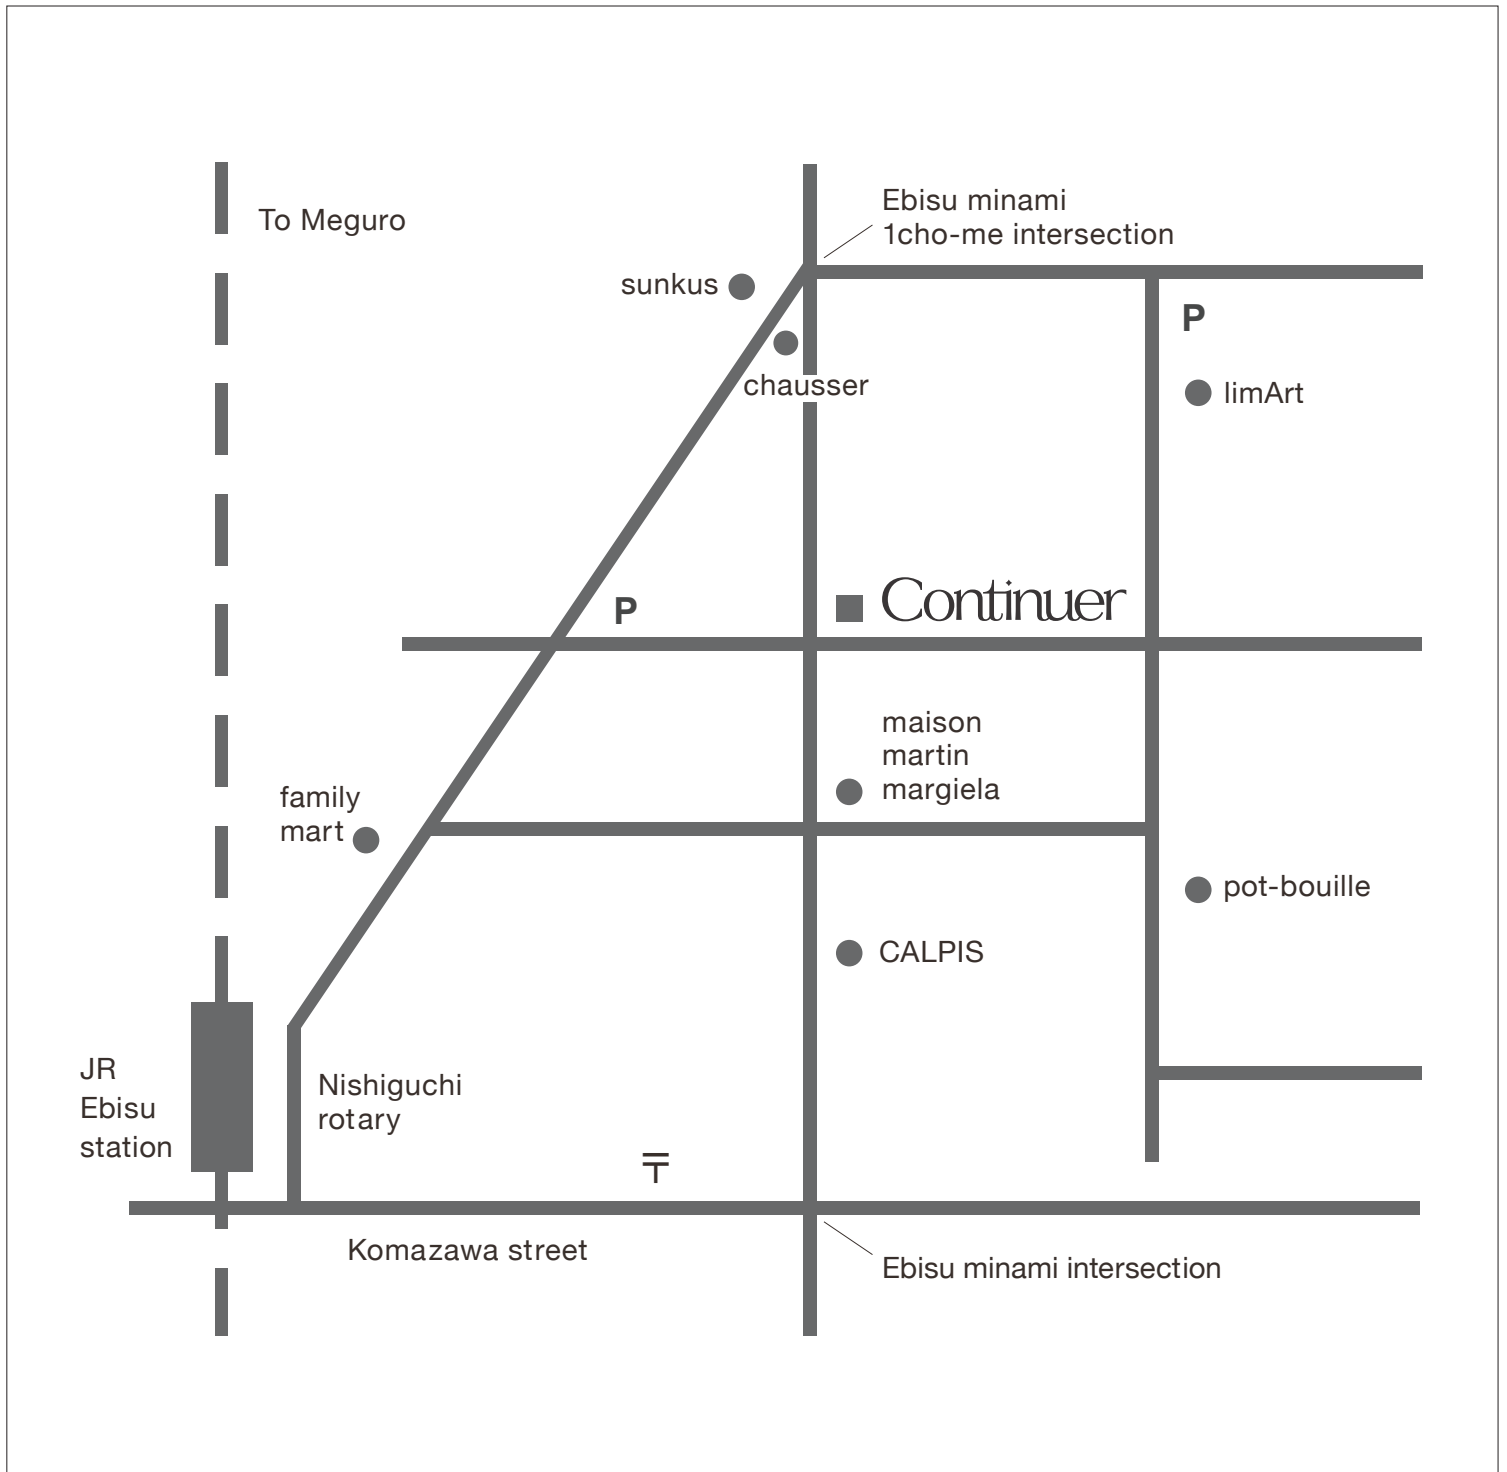 To Meguro
Ebisu minami
1cho-me intersection
sunkus
P
chausser
limArt
P
Continuer
maison
martin
margiela
family
mart
pot-bouille
CALPIS
JR
Ebisu
station
Nishiguchi
rotary
〒
Komazawa street
Ebisu minami intersection